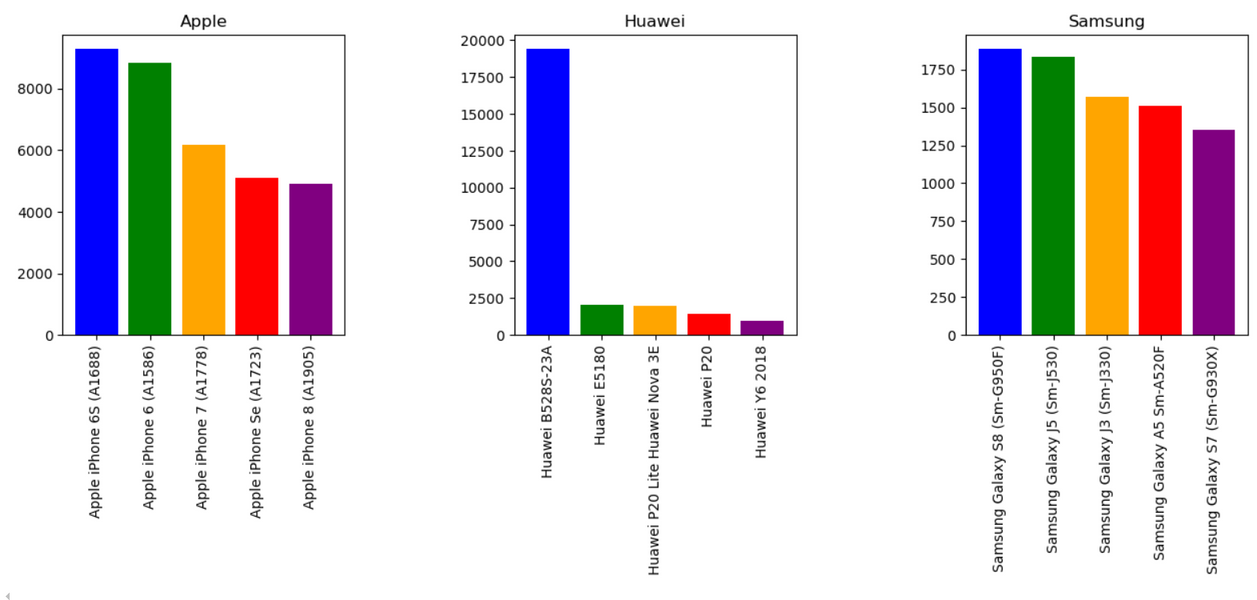 Apple
8000
6000
4000
2000
0
Apple iPhone 6S (A1688)
Apple iPhone 6 (A1586)
Apple iPhone 7 (A1778)
Apple iPhone Se (A1723)
Apple iPhone 8 (A1905)
Huawei
20000
17500
15000
12500
10000
7500
5000
2500
0
Huawei B528S-23A
Huawei E5180
Huawei P20 Lite Huawei Nova 3E
Huawei P20
Huawei Y6 2018
Samsung
1750
1500
1250
1000
750
500
250
0
Samsung Galaxy S8 (Sm-G950F)
Samsung Galaxy J5 (Sm-J530)
Samsung Galaxy J3 (Sm-J330)
Samsung Galaxy A5 Sm-A520F
Samsung Galaxy S7 (Sm-G930X)